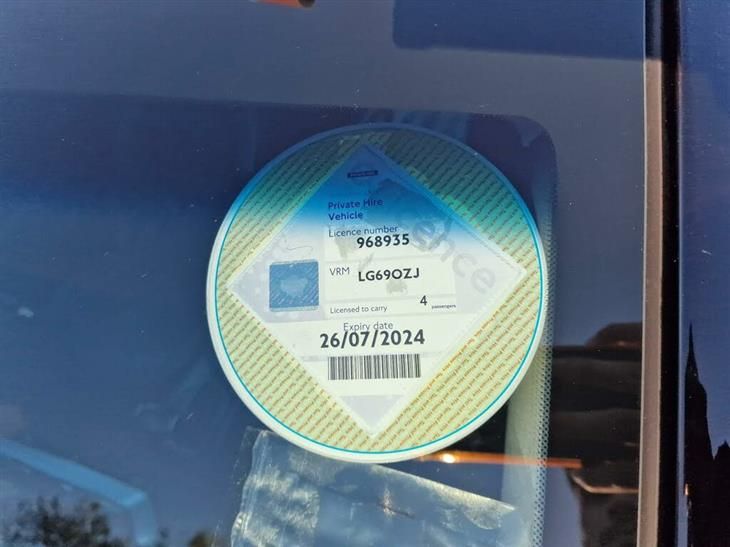 Private Hire
Vehicle
Licence number
968935
VRM LG69OZJ
Licensed to carry 4 passengers
Expiry date
26/07/2024